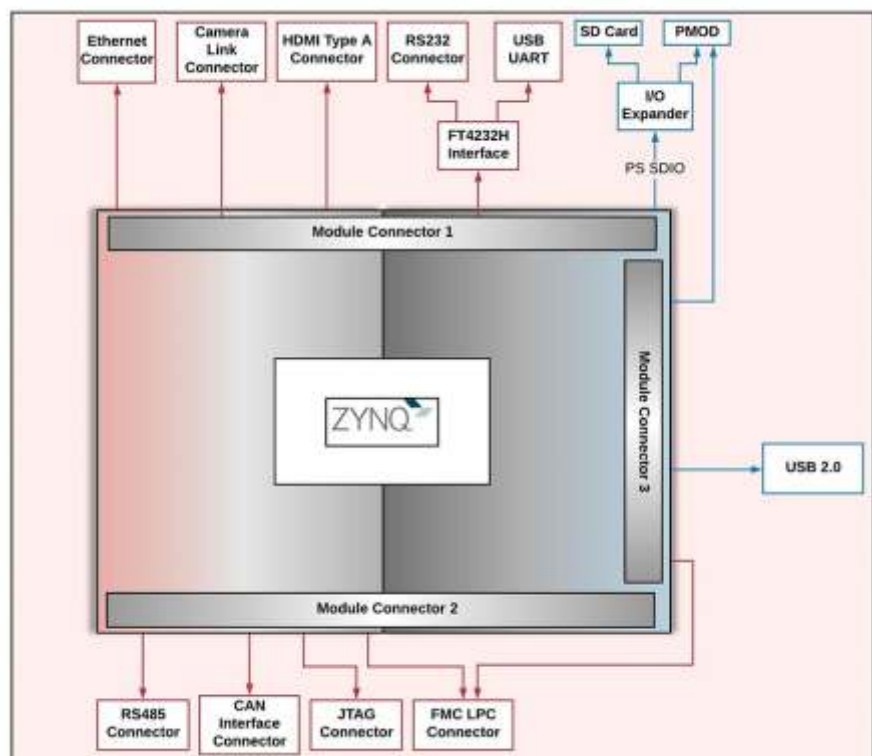 Ethernet
Connector
Camera
Link
Connector
HDMI Type A
Connector
RS232
Connector
USB
UART
SD Card
PMOD
I/O
Expander
FT4232H
Interface
PS SDIO
Module Connector 1
ZYNQ
Module Connector 3
USB 2.0
Module Connector 2
RS485
Connector
CAN
Interface
Connector
JTAG
Connector
FMC LPC
Connector